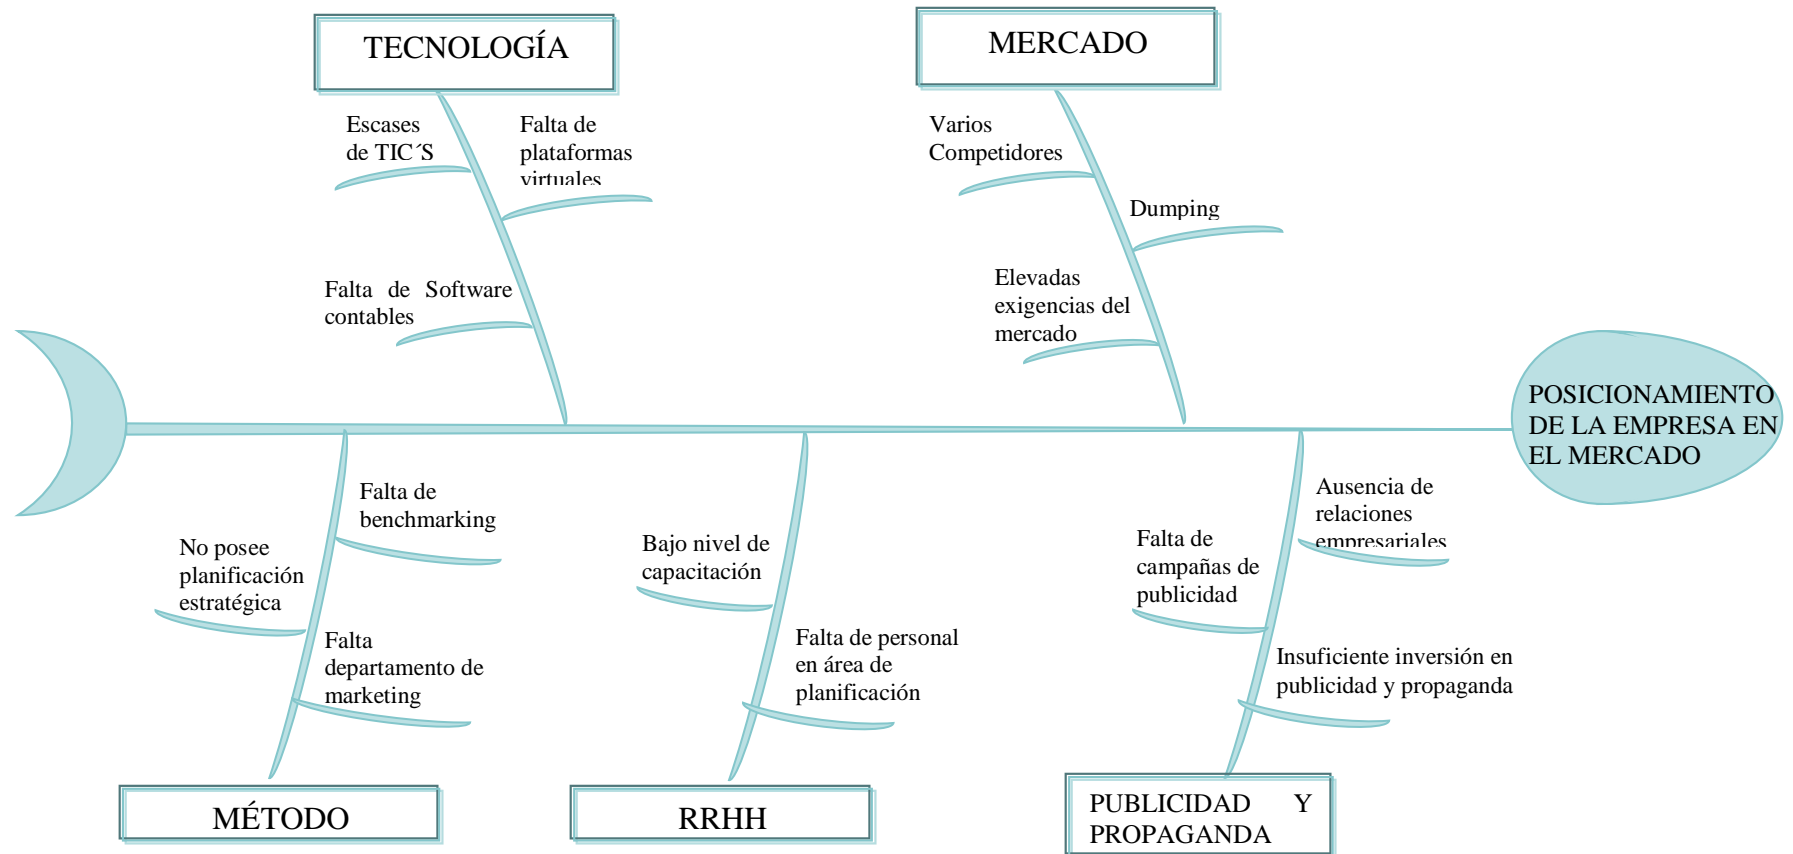 TECNOLOGÍA
MERCADO
Escases
de TIC´S
Falta de
plataformas
virtuales
Varios
Competidores
Dumping
Falta de Software
contables
Elevadas
exigencias del
mercado
POSICIONAMIENTO
DE LA EMPRESA EN
EL MERCADO
Falta de
benchmarking
No posee
planificación
estratégica
Falta
departamento de
marketing
Bajo nivel de
capacitación
Falta de personal
en área de
planificación
Ausencia de
relaciones
empresariales
Falta de
campañas de
publicidad
Insuficiente inversión en
publicidad y propaganda
MÉTODO
RRHH
PUBLICIDAD Y
PROPAGANDA